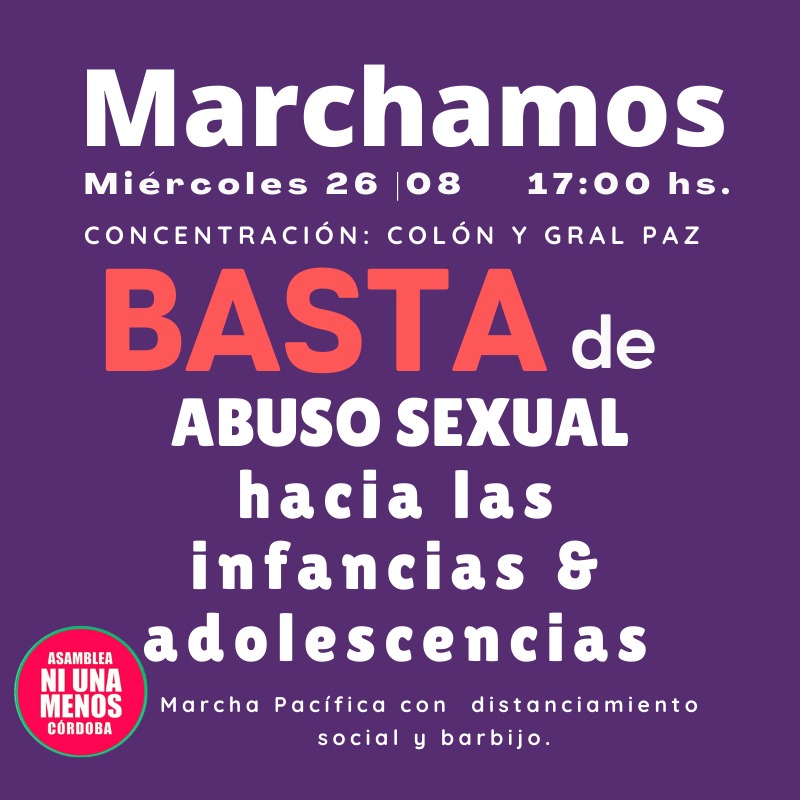 Marchamos
Miércoles 26 |08 17:00 hs.
CONCENTRACIÓN: COLÓN Y GRAL PAZ
BASTA de
ABUSO SEXUAL
hacia las
infancias &
adolescencias
ASAMBLEA
NI UNA
MENOS
CÓRDOBA
Marcha Pacífica con distanciamiento
social y barbijo.